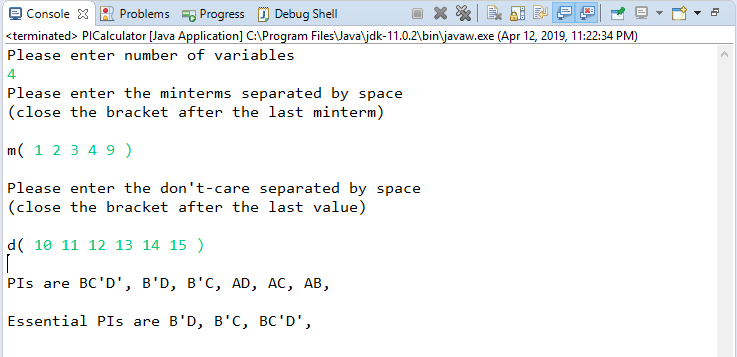 Console Problems Progress Debug Shell
<terminated> PICalculator [Java Application] C:\Program Files\Java\jdk-11.0.2\bin\javaw.exe (Apr 12, 2019, 11:22:34 PM)
Please enter number of variables
4
Please enter the minterms separated by space
(close the bracket after the last minterm)
m( 1 2 3 4 9 )
Please enter the don't-care separated by space
(close the bracket after the last value)
d( 10 11 12 13 14 15 )
PIs are BC'D', B'D, B'C, AD, AC, AB,
Essential PIs are B'D, B'C, BC'D',